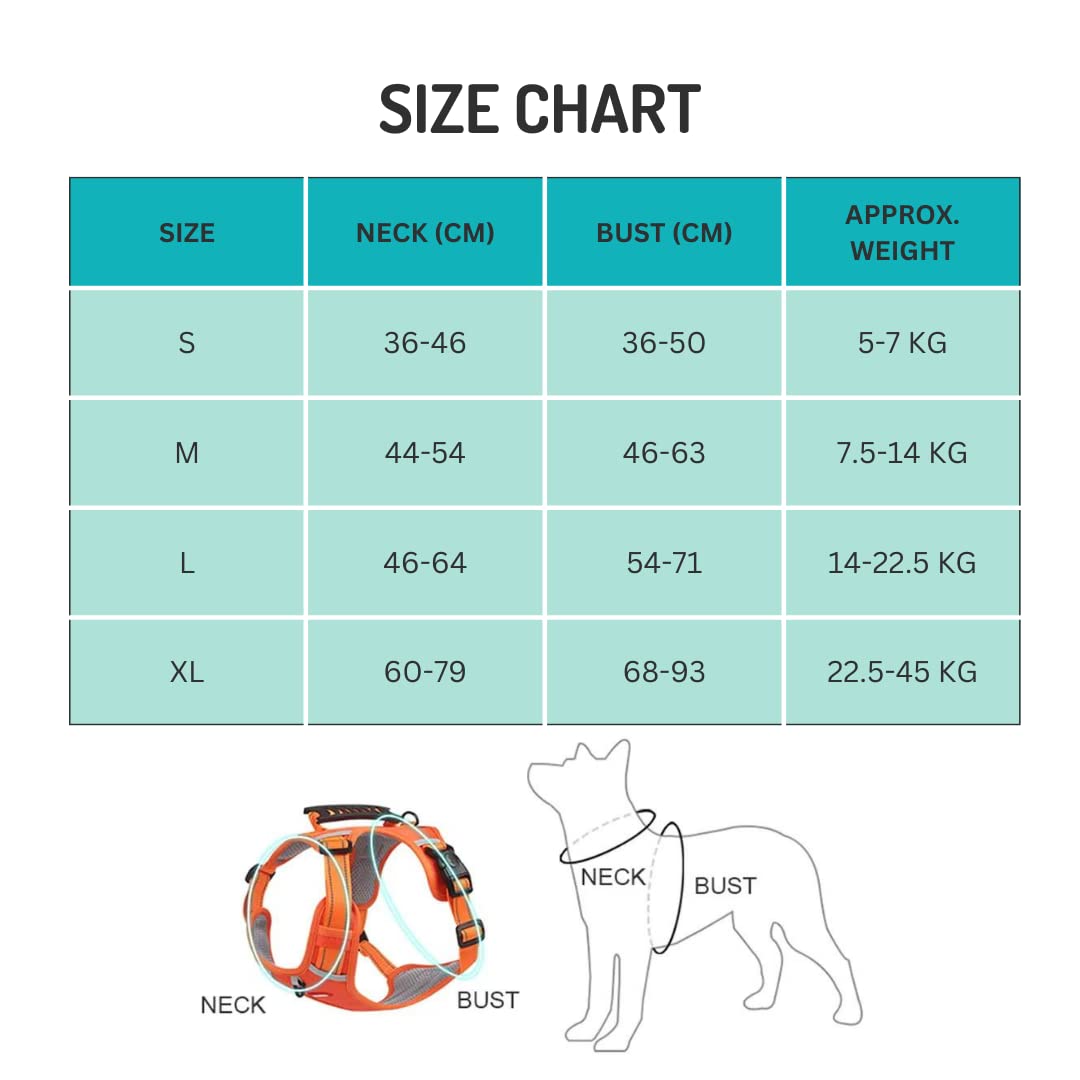 SIZE CHART
SIZE NECK (CM) BUST (CM) APPROX.
WEIGHT
S 36-46 36-50 5-7 KG
M 44-54 46-63 7.5-14 KG
L 46-64 54-71 14-22.5 KG
XL 60-79 68-93 22.5-45 KG
NECK BUST
NECK BUST